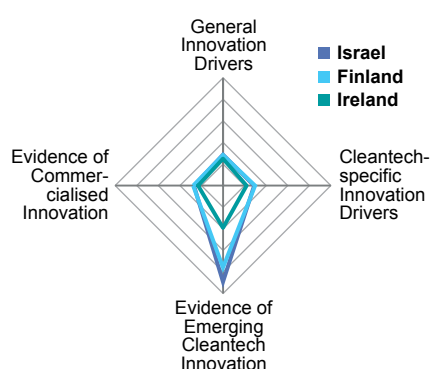 General
Innovation
Drivers
Israel
Finland
Ireland
Evidence of
Commer-
cialised
Innovation
Cleantech-
specific
Innovation
Drivers
Evidence of
Emerging
Cleantech
Innovation